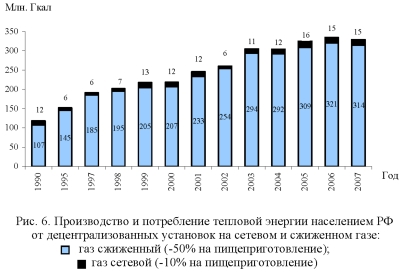 Млн. Гкал
350
300
250
200
150
100
50
0
12 6 6 7 13 12 12 6 11 12 16 15 15
107 145 185 195 205 207 233 254 294 292 309 321 314
1990 1995 1997 1998 1999 2000 2001 2002 2003 2004 2005 2006 2007
Год
Рис. 6. Производство и потребление тепловой энергии населением РФ
от децентрализованных установок на сетевом и сжиженном газе:
газ сжиженный (-50% на пищеприготовление);
газ сетевой (-10% на пищеприготовление)